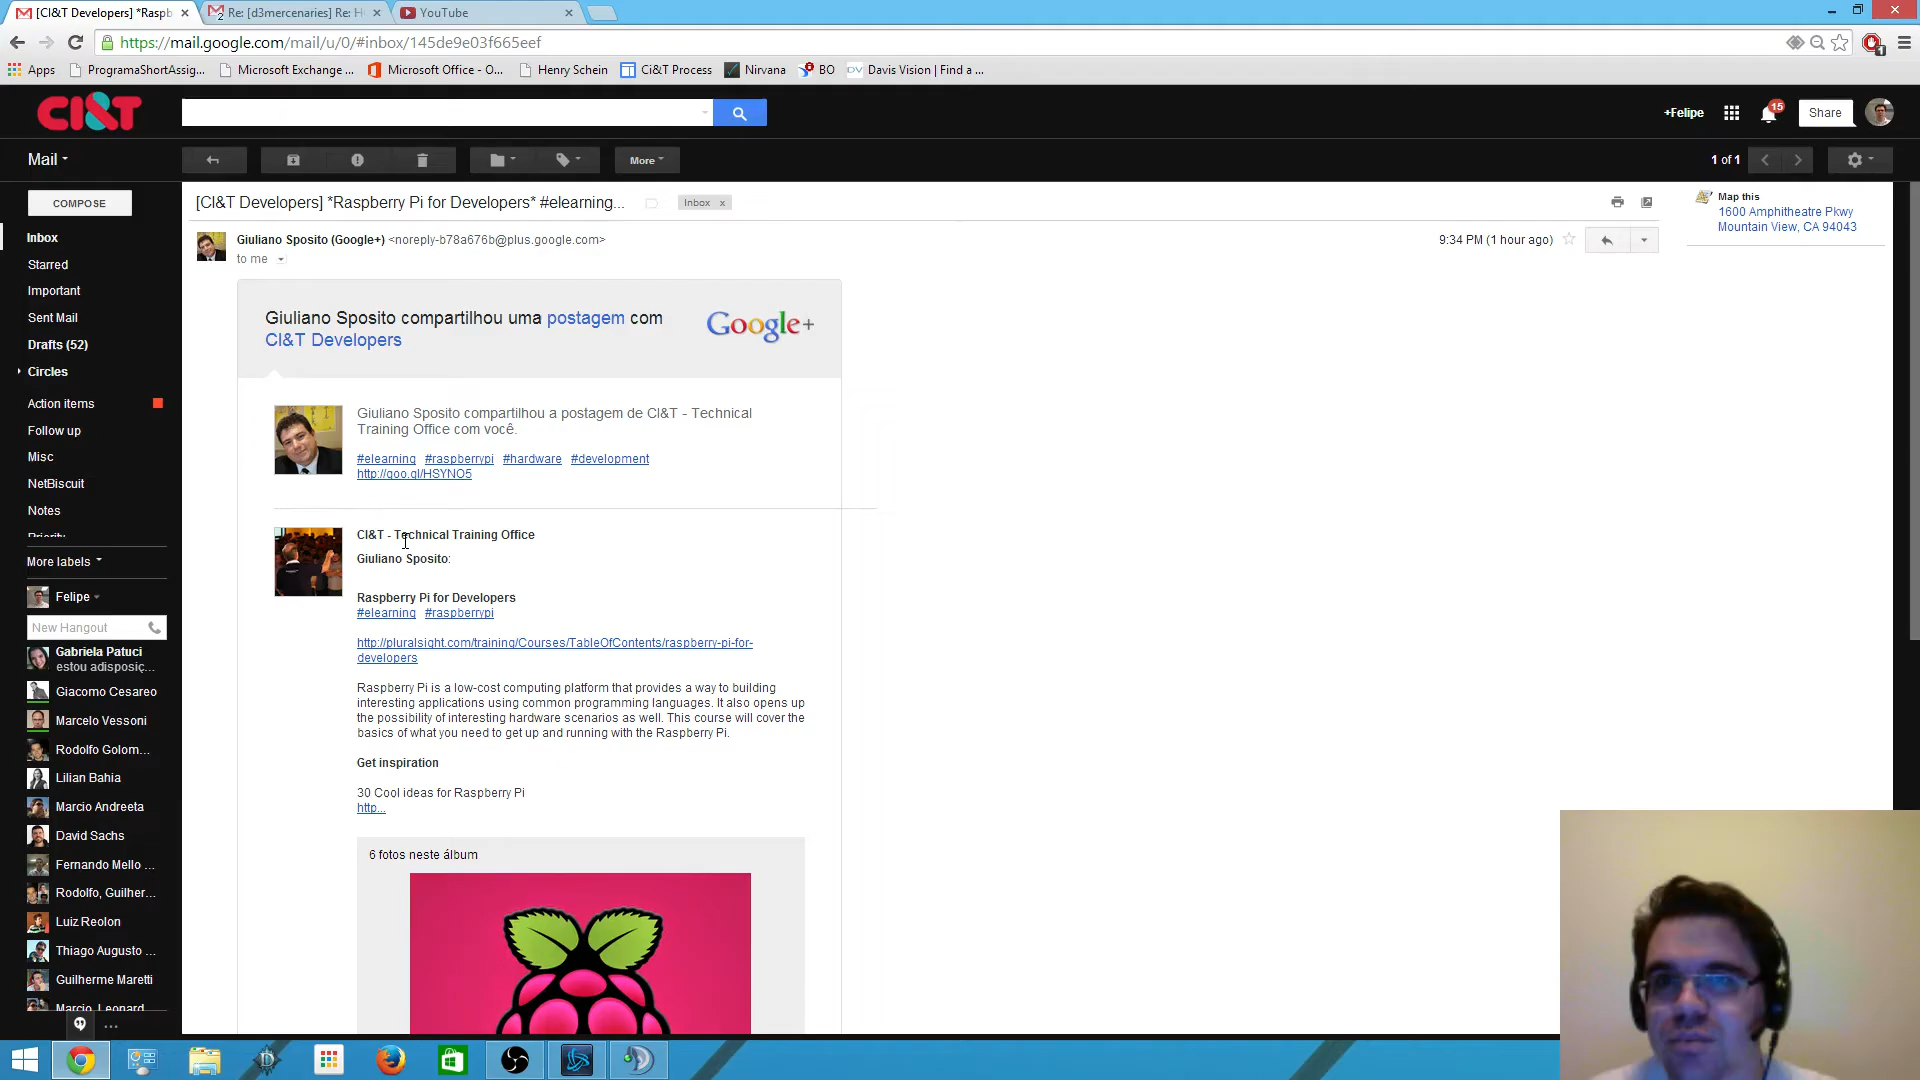 [CI&T Developers] *Raspb
Re: [d3mercenaries] Re: H
YouTube
https://mail.google.com/mail/u/0/#inbox/145de9e03f665eef
Apps
ProgramaShortAssig...
Microsoft Exchange ...
Microsoft Office - O...
Henry Schein
Ci&T Process
Nirvana
BO
Davis Vision | Find a ...
CI&T
+Felipe
15
Share
Mail
More
1 of 1
COMPOSE
[CI&T Developers] *Raspberry Pi for Developers* #elearning...
Inbox x
Map this
1600 Amphitheatre Pkwy
Mountain View, CA 94043
Inbox
Starred
Important
Sent Mail
Drafts (52)
Circles
Action items
Follow up
Misc
NetBiscuit
Notes
Priority
More labels
Felipe
New Hangout
Gabriela Patuci
estou adisposiç...
Giacomo Cesareo
Marcelo Vessoni
Rodolfo Golom...
Lilian Bahia
Marcio Andreeta
David Sachs
Fernando Mello ...
Rodolfo, Guilher...
Luiz Reolon
Thiago Augusto ...
Guilherme Maretti
Marcio, Leonard
Giuliano Sposito (Google+) <noreply-b78a676b@plus.google.com>
9:34 PM (1 hour ago)
to me
Giuliano Sposito compartilhou uma postagem com
CI&T Developers
Google+
Giuliano Sposito compartilhou a postagem de CI&T - Technical
Training Office com você.
#elearning #raspberrypi #hardware #development
http://goo.gl/HSYNO5
CI&T - Technical Training Office
Giuliano Sposito:
Raspberry Pi for Developers
#elearning #raspberrypi
http://pluralsight.com/training/Courses/TableOfContents/raspberry-pi-for-
developers
Raspberry Pi is a low-cost computing platform that provides a way to building
interesting applications using common programming languages. It also opens up
the possibility of interesting hardware scenarios as well. This course will cover the
basics of what you need to get up and running with the Raspberry Pi.
Get inspiration
30 Cool ideas for Raspberry Pi
http...
6 fotos neste álbum